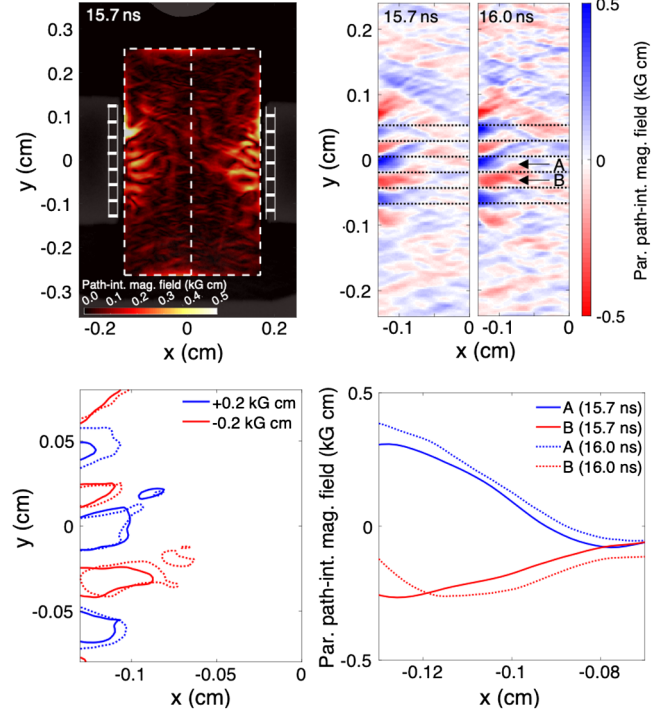 15.7 ns
y (cm)
0.3
0.2
0.1
0
-0.1
-0.2
-0.3
Path-int. mag. field (kG cm)
0.0 0.1 0.2 0.3 0.4 0.5
-0.2
0
0.2
x (cm)
15.7 ns
16.0 ns
y (cm)
0.2
0.1
0
-0.1
-0.2
A
B
-0.1
0
-0.1
0
x (cm)
0.5
0
-0.5
Par. path-int. mag. field (kG cm)
+0.2 kG cm
-0.2 kG cm
y (cm)
0.05
0
-0.05
-0.1
-0.05
0
x (cm)
Par. path-int. mag. field (kG cm)
0.5
0
-0.5
A (15.7 ns)
B (15.7 ns)
A (16.0 ns)
B (16.0 ns)
-0.12
-0.1
-0.08
x (cm)